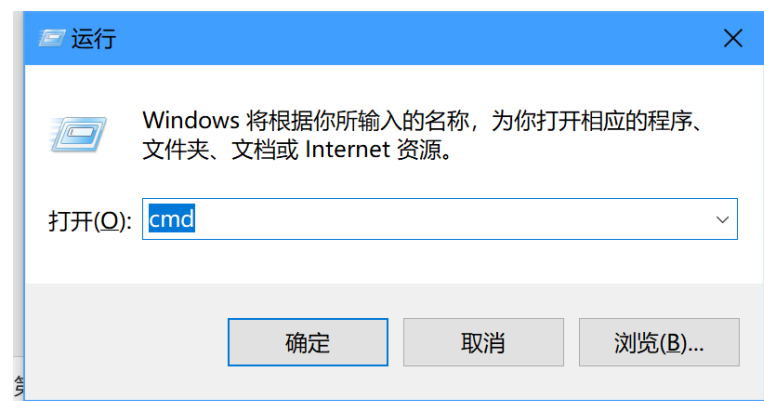 运行
Windows 将根据你所输入的名称，为你打开相应的程序、
文件夹、文档或 Internet 资源。
打开(O): cmd
确定 取消 浏览(B)...